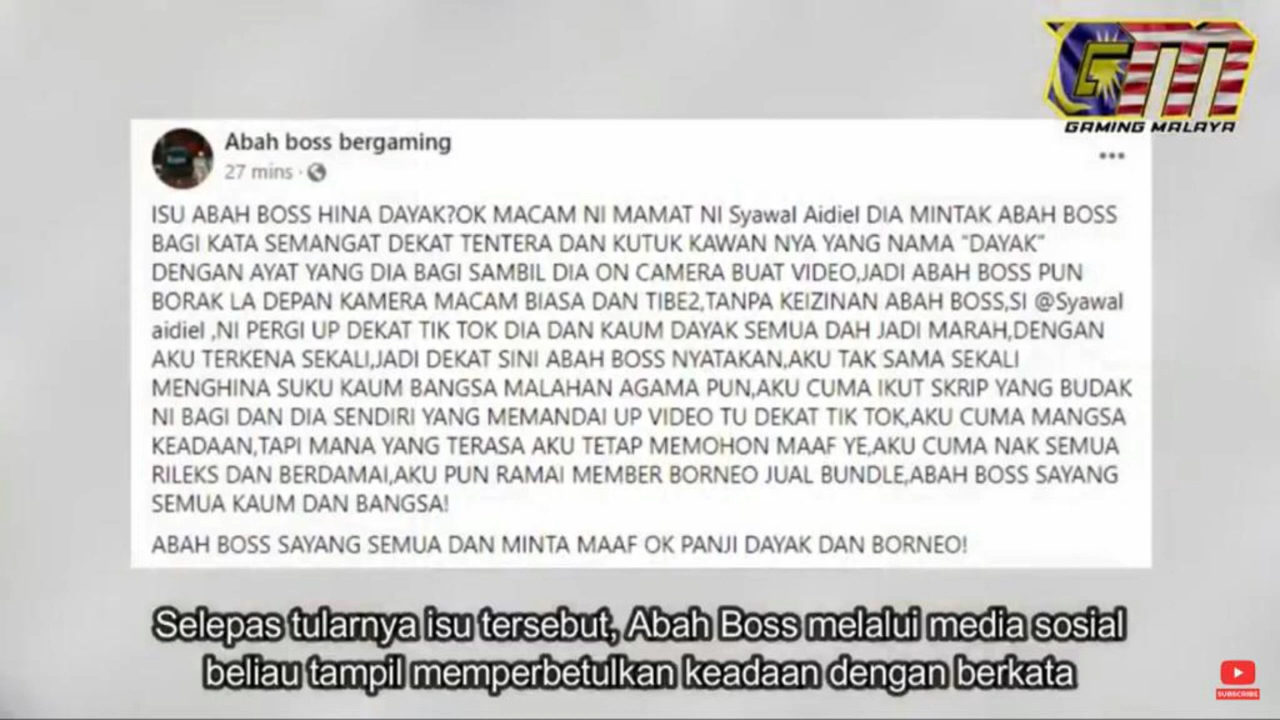 GM
GAMING MALAYA
Abah boss bergaming
27 mins ·
ISU ABAH BOSS HINA DAYAK?OK MACAM NI MAMAT NI Syawal Aidiel DIA MINTAK ABAH BOSS
BAGI KATA SEMANGAT DEKAT TENTERA DAN KUTUK KAWAN NYA YANG NAMA "DAYAK"
DENGAN AYAT YANG DIA BAGI SAMBIL DIA ON CAMERA BUAT VIDEO,JADI ABAH BOSS PUN
BORAK LA DEPAN KAMERA MACAM BIASA DAN TIBE2,TANPA KEIZINAN ABAH BOSS,SI @Syawal
aidiel ,NI PERGI UP DEKAT TIK TOK DIA DAN KAUM DAYAK SEMUA DAH JADI MARAH,DENGAN
AKU TERKENA SEKALI,JADI DEKAT SINI ABAH BOSS NYATAKAN,AKU TAK SAMA SEKALI
MENGHINA SUKU KAUM BANGSA MALAHAN AGAMA PUN,AKU CUMA IKUT SKRIP YANG BUDAK
NI BAGI DAN DIA SENDIRI YANG MEMANDAI UP VIDEO TU DEKAT TIK TOK,AKU CUMA MANGSA
KEADAAN,TAPI MANA YANG TERASA AKU TETAP MEMOHON MAAF YE,AKU CUMA NAK SEMUA
RILEKS DAN BERDAMAI,AKU PUN RAMAI MEMBER BORNEO JUAL BUNDLE,ABAH BOSS SAYANG
SEMUA KAUM DAN BANGSA!
ABAH BOSS SAYANG SEMUA DAN MINTA MAAF OK PANJI DAYAK DAN BORNEO!
Selepas tularnya isu tersebut, Abah Boss melalui media sosial
beliau tampil memperbetulkan keadaan dengan berkata
SUBSCRIBE